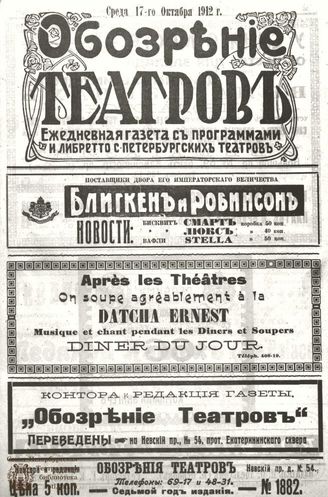 Среда 17-го Октября 1912 г.
Обозрѣніе
ТЕАТРОВЪ
Ежедневная газета съ программами
и либретто С-Петербургскихъ театровъ
ПОСТАВЩИКИ ДВОРА ЕГО ИМПЕРАТОРСКАГО ВЕЛИЧЕСТВА
БЛИГКЕНЪ и РОБИНСОНЪ
НОВОСТИ: БИСКВИТЪ СМАРТЪ коробка 50 коп.
" " ЛЮБСЪ " 40 коп.
ВАФЛИ STELLA " 50 коп.
Après les Théâtres
On soupe agréablement à la
DATCHA ERNEST
Musique et chant pendant les Diners et Soupers
DINER DU JOUR.
Téléph. 408-19.
КОНТОРА и РЕДАКЦІЯ ГАЗЕТЫ,
„Обозрѣніе Театровъ"
ПЕРЕВЕДЕНЫ на Невскій пр., № 54, прот. Екатерининскаго сквера
Цѣна 5 коп.
ОБОЗРѢНІЯ ТЕАТРОВЪ
Телефоны: 69-17 и 48-31.
Седьмой годъ изданія.
Невскій пр. д. № 54.
№ 1882.